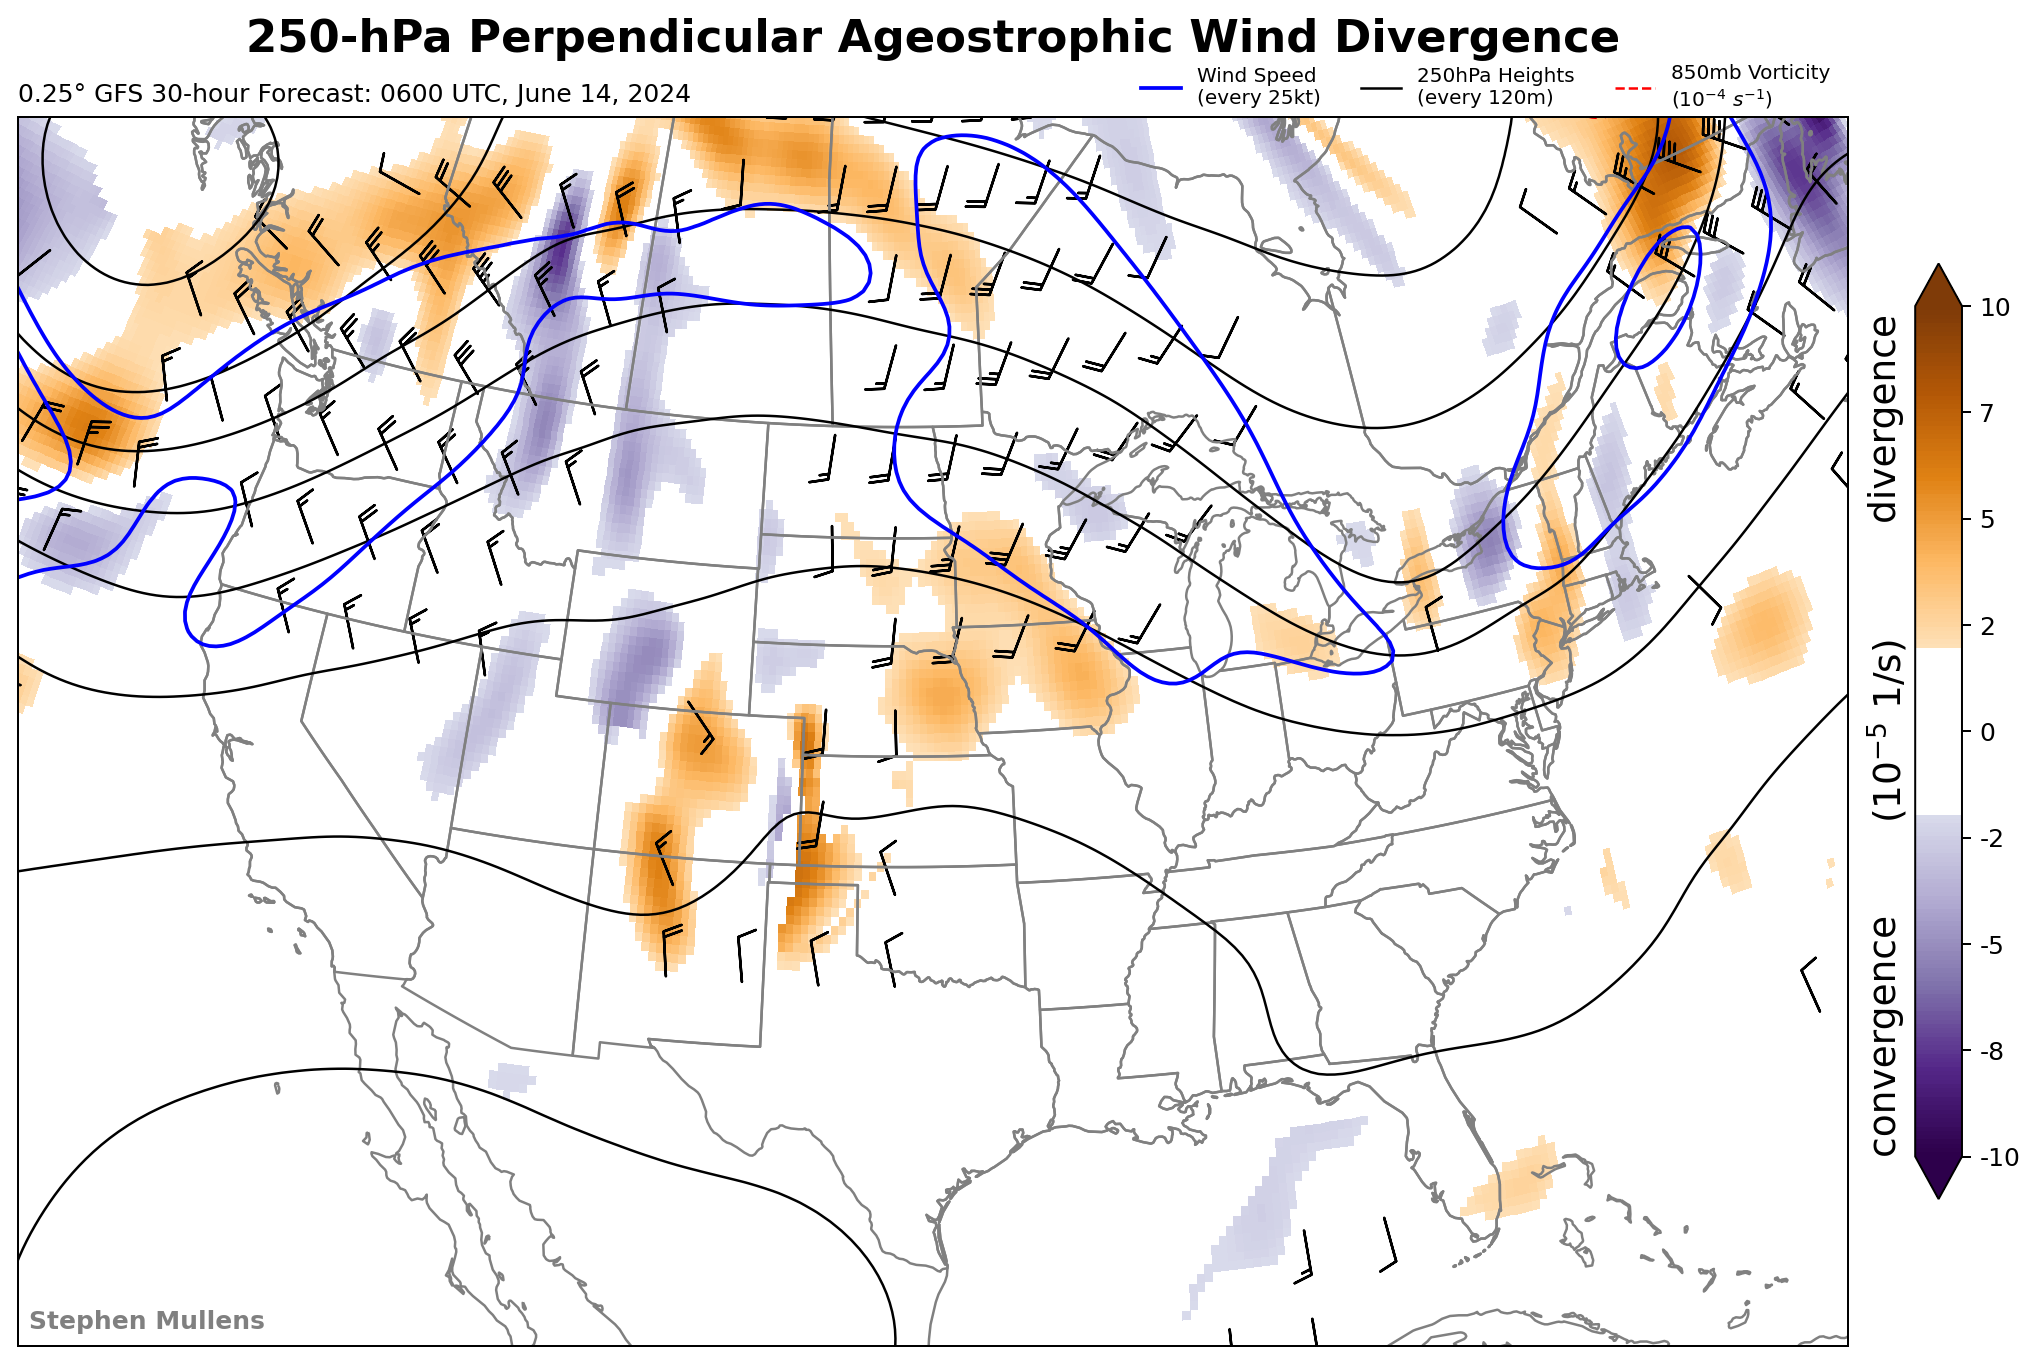 250-hPa Perpendicular Ageostrophic Wind Divergence
0.25° GFS 30-hour Forecast: 0600 UTC, June 14, 2024
Wind Speed
(every 25kt)
250hPa Heights
(every 120m)
850mb Vorticity
(10⁻⁴ s⁻¹)
10
7
5
2
0
-2
-5
-8
-10
convergence (10⁻⁵ 1/s) divergence
Stephen Mullens